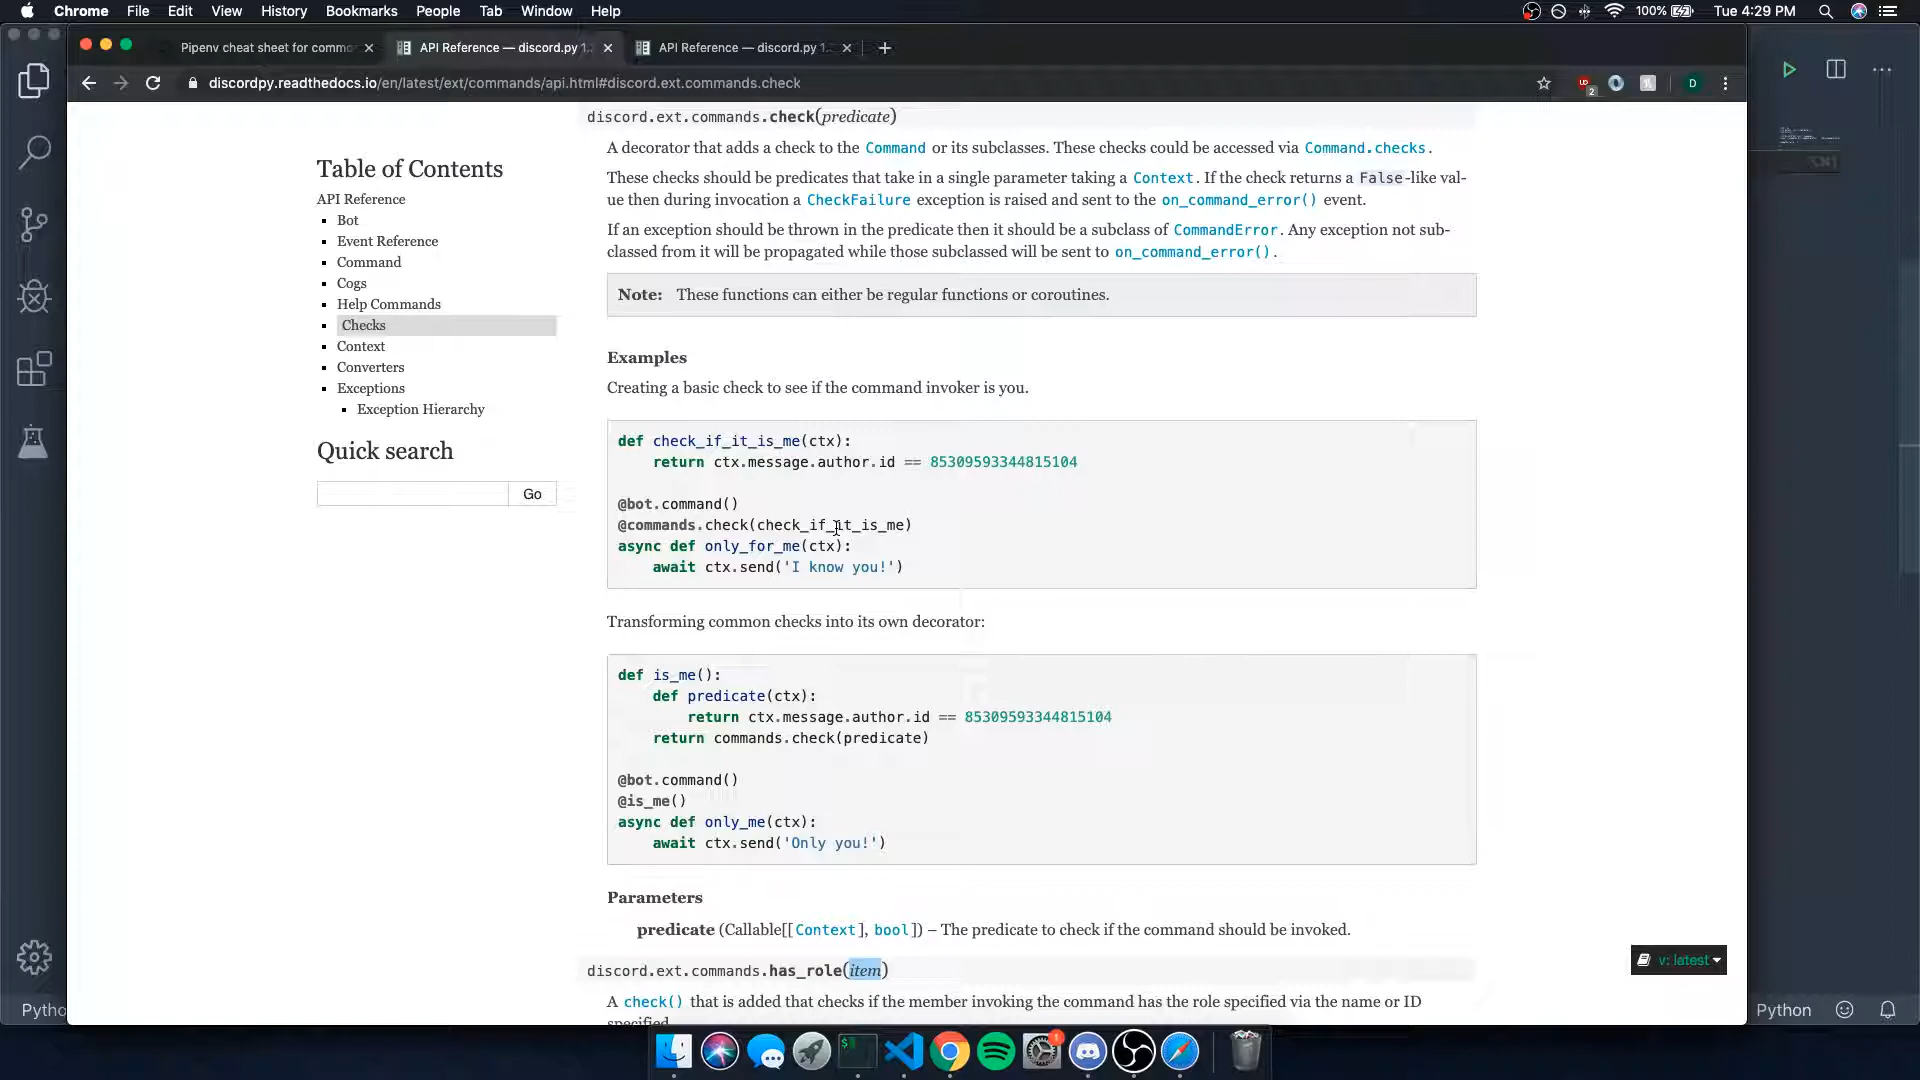 Chrome File Edit View History Bookmarks People Tab Window Help 100% Tue 4:29 PM
Pipenv cheat sheet for commo API Reference — discord.py 1. API Reference — discord.py 1.
discordpy.readthedocs.io/en/latest/ext/commands/api.html#discord.ext.commands.check
2
D
Table of Contents
API Reference
Bot
Event Reference
Command
Cogs
Help Commands
Checks
Context
Converters
Exceptions
Exception Hierarchy
Quick search
Go
discord.ext.commands.check(predicate)
A decorator that adds a check to the Command or its subclasses. These checks could be accessed via Command.checks.
These checks should be predicates that take in a single parameter taking a Context. If the check returns a False-like val-
ue then during invocation a CheckFailure exception is raised and sent to the on_command_error() event.
If an exception should be thrown in the predicate then it should be a subclass of CommandError. Any exception not sub-
classed from it will be propagated while those subclassed will be sent to on_command_error().
Note: These functions can either be regular functions or coroutines.
Examples
Creating a basic check to see if the command invoker is you.
def check_if_it_is_me(ctx):
return ctx.message.author.id == 85309593344815104
@bot.command()
@commands.check(check_if_it_is_me)
async def only_for_me(ctx):
await ctx.send('I know you!')
Transforming common checks into its own decorator:
def is_me():
def predicate(ctx):
return ctx.message.author.id == 85309593344815104
return commands.check(predicate)
@bot.command()
@is_me()
async def only_me(ctx):
await ctx.send('Only you!')
Parameters
predicate (Callable[[Context], bool]) – The predicate to check if the command should be invoked.
discord.ext.commands.has_role(item)
A check() that is added that checks if the member invoking the command has the role specified via the name or ID
specified.
v: latest
Pytho
Python
1